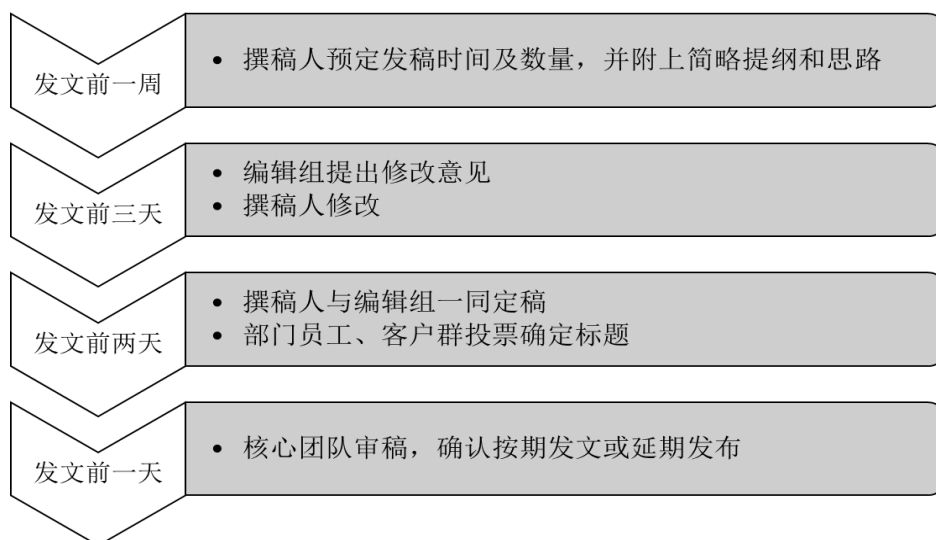 发文前一周
• 撰稿人预定发稿时间及数量，并附上简略提纲和思路
发文前三天
• 编辑组提出修改意见
• 撰稿人修改
发文前两天
• 撰稿人与编辑组一同定稿
• 部门员工、客户群投票确定标题
发文前一天
• 核心团队审稿，确认按期发文或延期发布